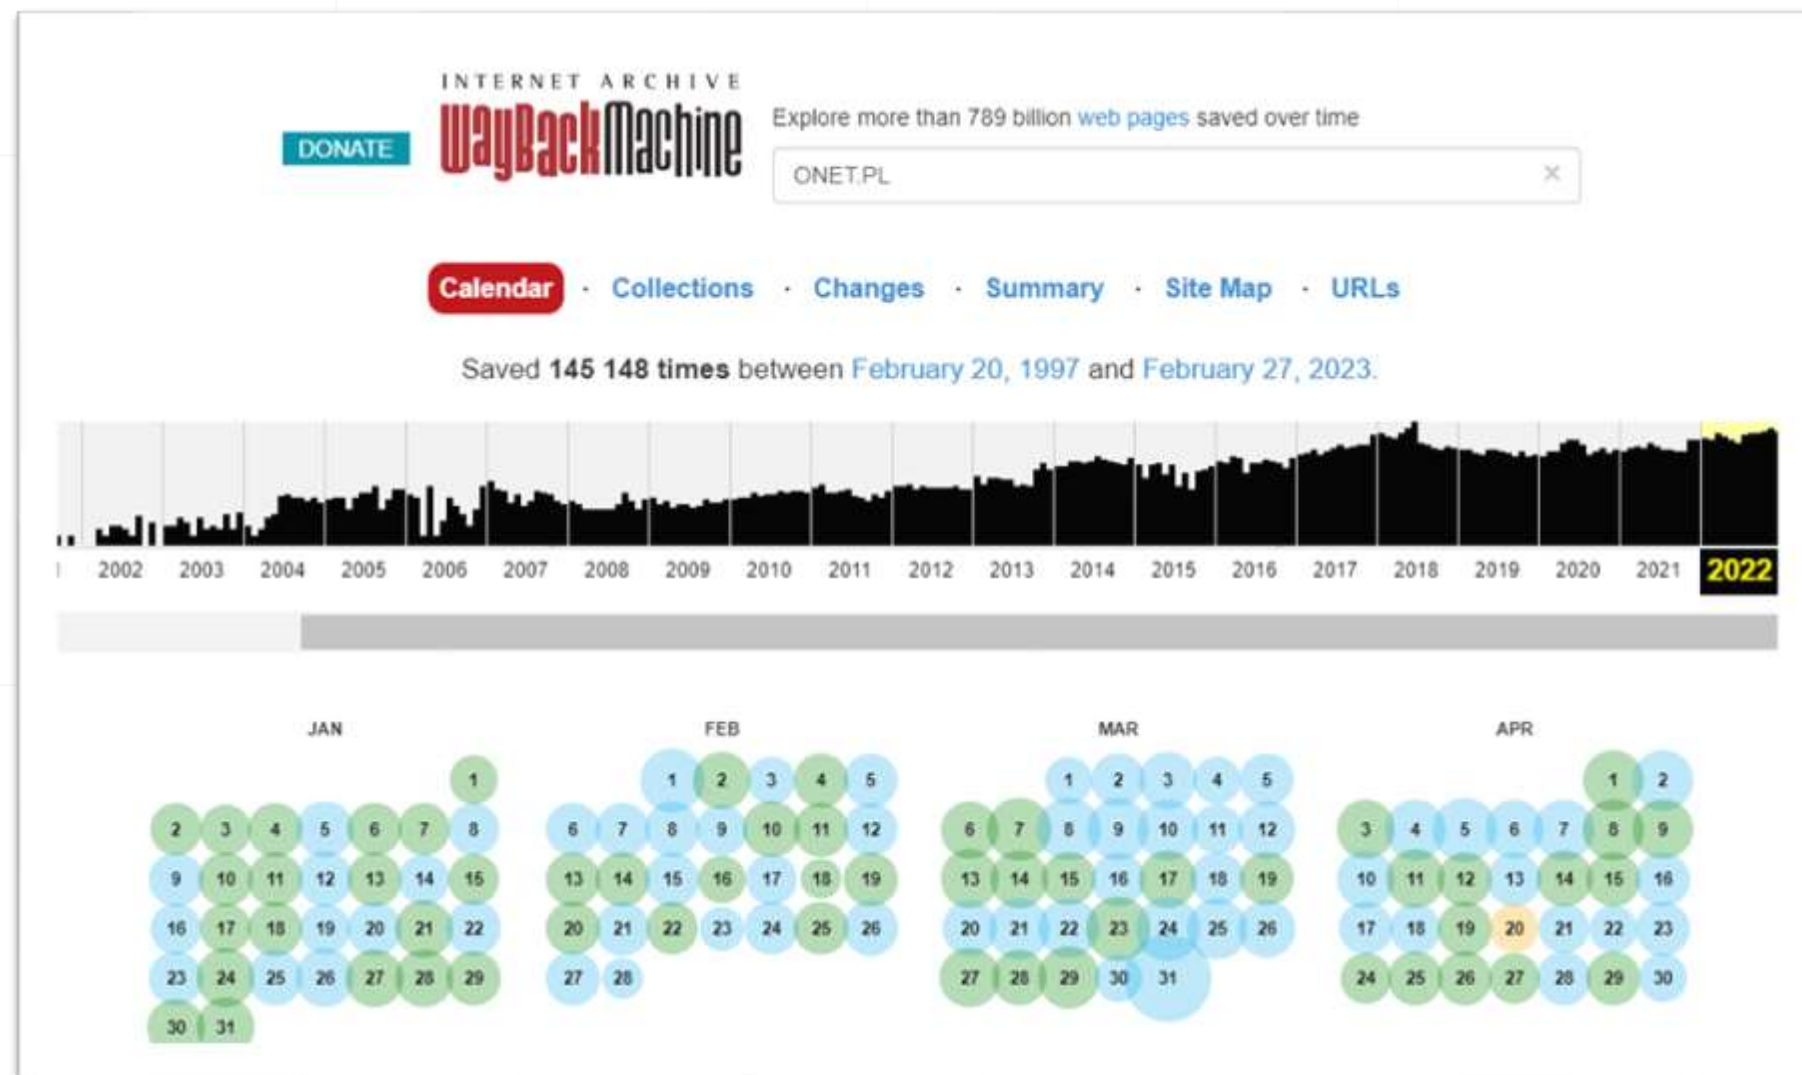 INTERNET ARCHIVE
WayBackMachine
DONATE
Explore more than 789 billion web pages saved over time
ONET.PL ×
Calendar · Collections · Changes · Summary · Site Map · URLs
Saved 145 148 times between February 20, 1997 and February 27, 2023.
2002 2003 2004 2005 2006 2007 2008 2009 2010 2011 2012 2013 2014 2015 2016 2017 2018 2019 2020 2021 2022
JAN
1
2 3 4 5 6 7 8
9 10 11 12 13 14 15
16 17 18 19 20 21 22
23 24 25 26 27 28 29
30 31
FEB
1 2 3 4 5
6 7 8 9 10 11 12
13 14 15 16 17 18 19
20 21 22 23 24 25 26
27 28
MAR
1 2 3 4 5
6 7 8 9 10 11 12
13 14 15 16 17 18 19
20 21 22 23 24 25 26
27 28 29 30 31
APR
1 2
3 4 5 6 7 8 9
10 11 12 13 14 15 16
17 18 19 20 21 22 23
24 25 26 27 28 29 30